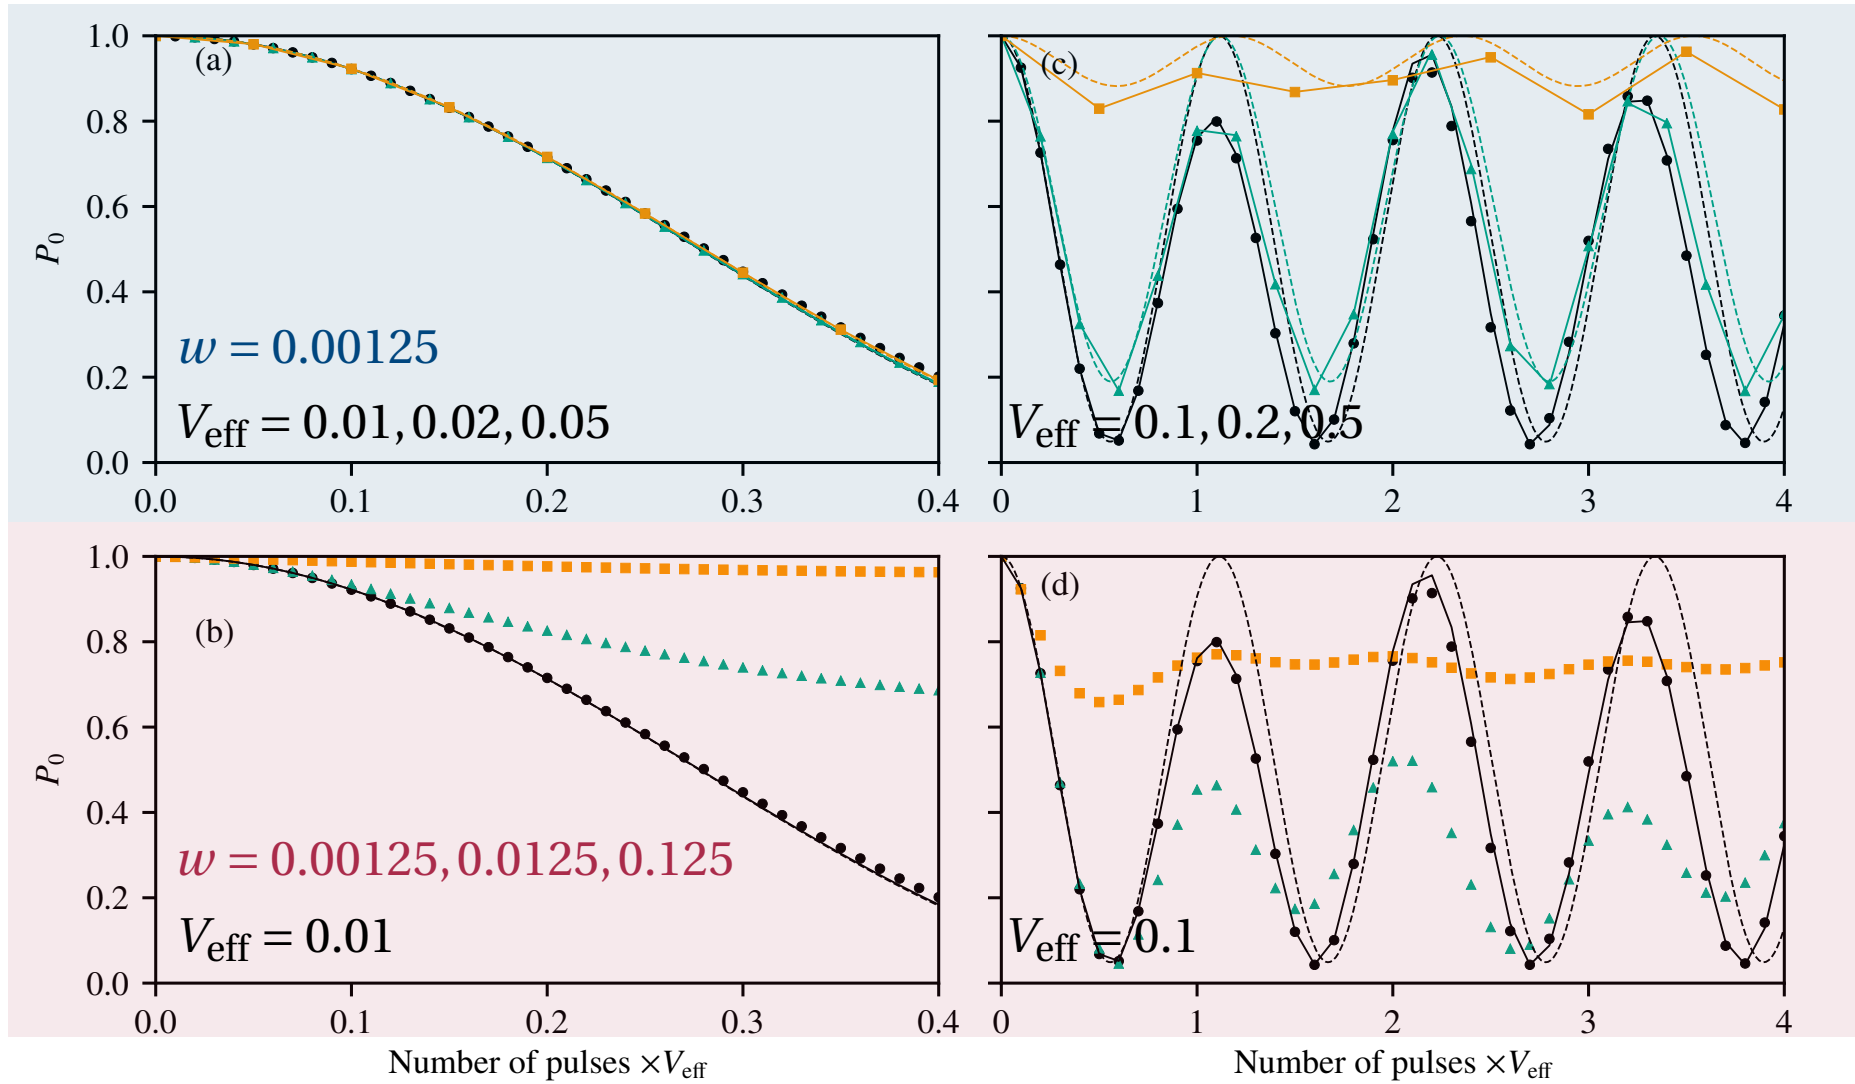 1.0
0.8
0.6
0.4
0.2
0.0
P0
(a)
w = 0.00125
Veff = 0.01, 0.02, 0.05
0.0 0.1 0.2 0.3 0.4
(c)
Veff = 0.1, 0.2, 0.5
0 1 2 3 4
1.0
0.8
0.6
0.4
0.2
0.0
P0
(b)
w = 0.00125, 0.0125, 0.125
Veff = 0.01
0.0 0.1 0.2 0.3 0.4
Number of pulses ×Veff
(d)
Veff = 0.1
0 1 2 3 4
Number of pulses ×Veff